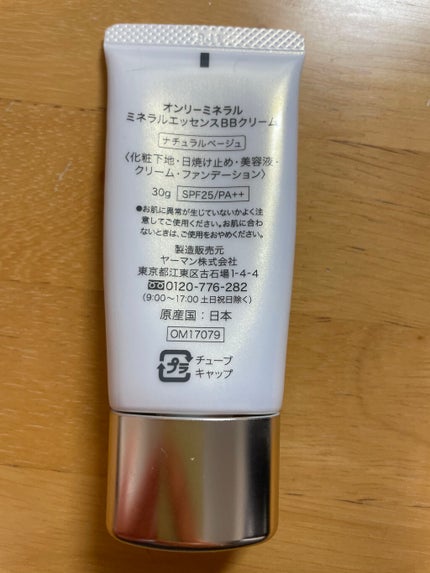 オンリーミネラル
ミネラルエッセンスBBクリーム
ナチュラルベージュ
〈化粧下地・日焼け止め・美容液・
クリーム・ファンデーション〉
30g SPF25/PA++
●お肌に異常が生じていないかよく注
意してご使用ください。お肌に合わ
ないときは、ご使用をおやめください。
製造販売元
ヤーマン株式会社
東京都江東区古石場1-4-4
0120-776-282
(9:00〜17:00 土日祝日除く)
原産国：日本
OM17079
プラ
チューブ
キャップ